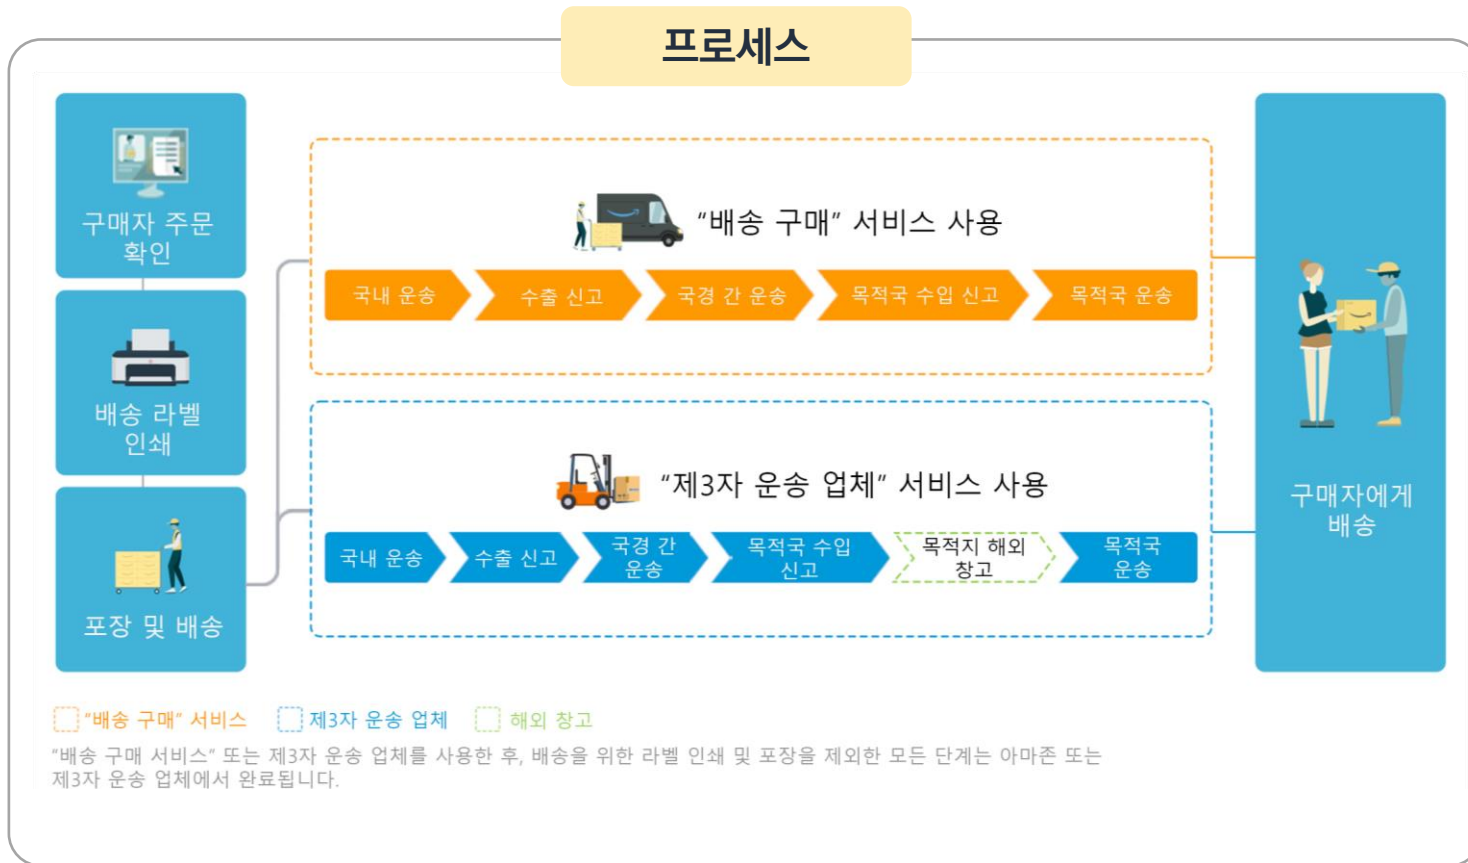 프로세스
구매자 주문
확인
배송 라벨
인쇄
포장 및 배송
“배송 구매” 서비스 사용
국내 운송
수출 신고
국경 간 운송
목적국 수입 신고
목적국 운송
“제3자 운송 업체” 서비스 사용
국내 운송
수출 신고
국경 간
운송
목적국 수입
신고
목적지 해외
창고
목적국
운송
구매자에게
배송
“배송 구매” 서비스
제3자 운송 업체
해외 창고
“배송 구매 서비스” 또는 제3자 운송 업체를 사용한 후, 배송을 위한 라벨 인쇄 및 포장을 제외한 모든 단계는 아마존 또는
제3자 운송 업체에서 완료됩니다.